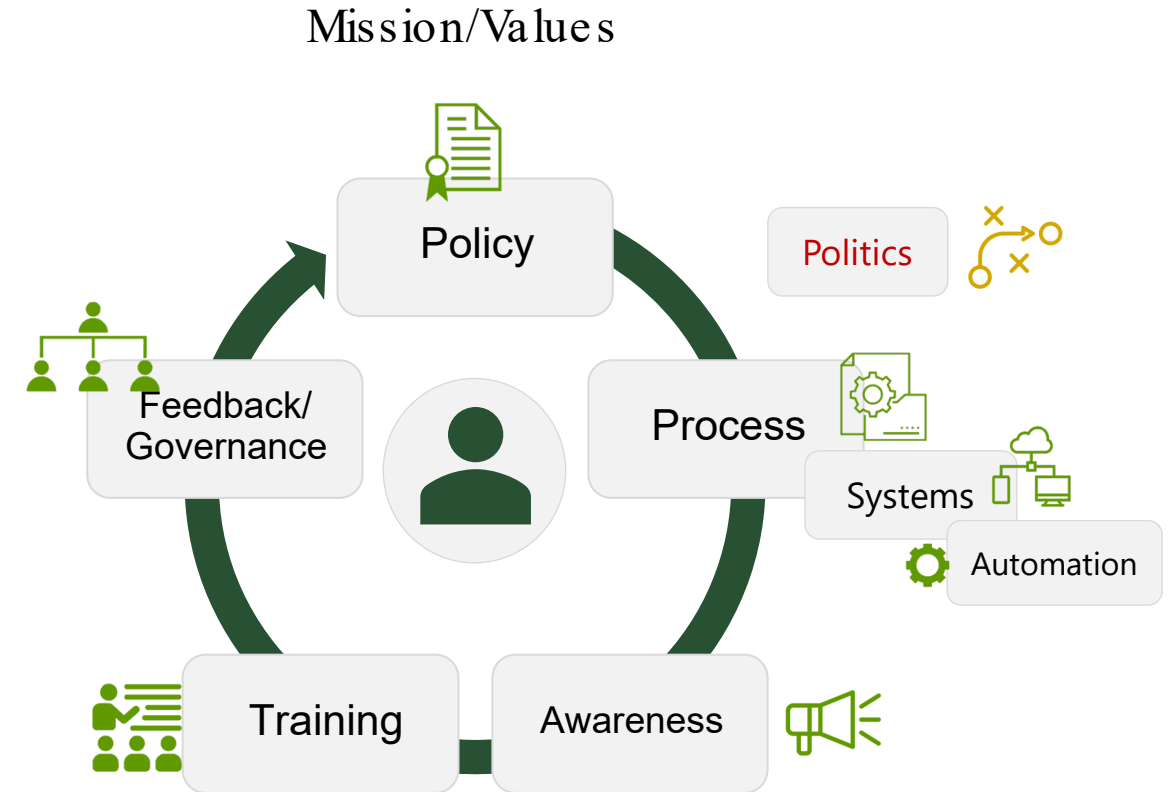 Mission/Values
Policy
Politics
Feedback/
Governance
Process
Systems
Automation
Training
Awareness